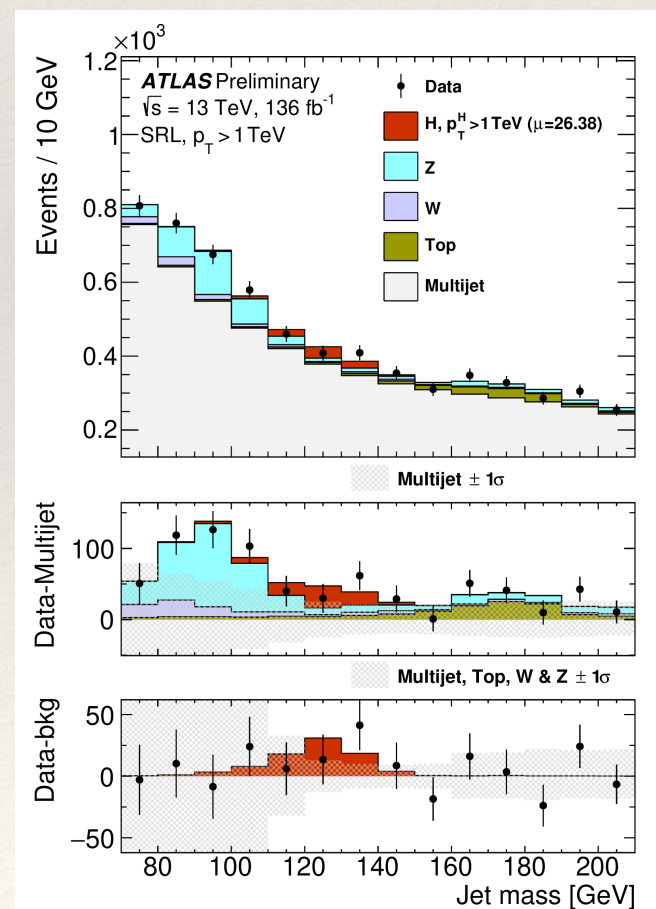 ×10³
1.2
1
0.8
0.6
0.4
0.2
Events / 10 GeV
ATLAS Preliminary
√s = 13 TeV, 136 fb⁻¹
SRL, p_T > 1 TeV
Data
H, p_T^H > 1 TeV (μ=26.38)
Z
W
Top
Multijet
Multijet ± 1σ
Data-Multijet
100
0
Multijet, Top, W & Z ± 1σ
Data-bkg
50
0
−50
80 100 120 140 160 180 200
Jet mass [GeV]